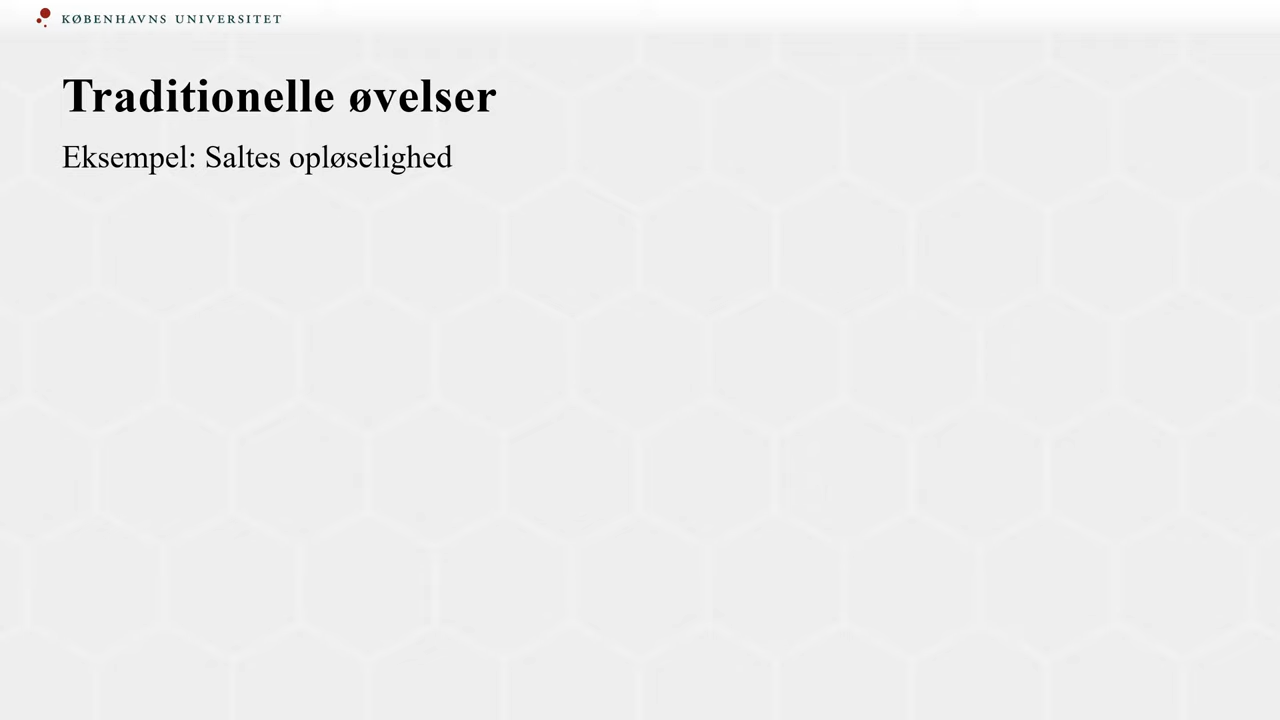 KØBENHAVNS UNIVERSITET
Traditionelle øvelser
Eksempel: Saltes opløselighed